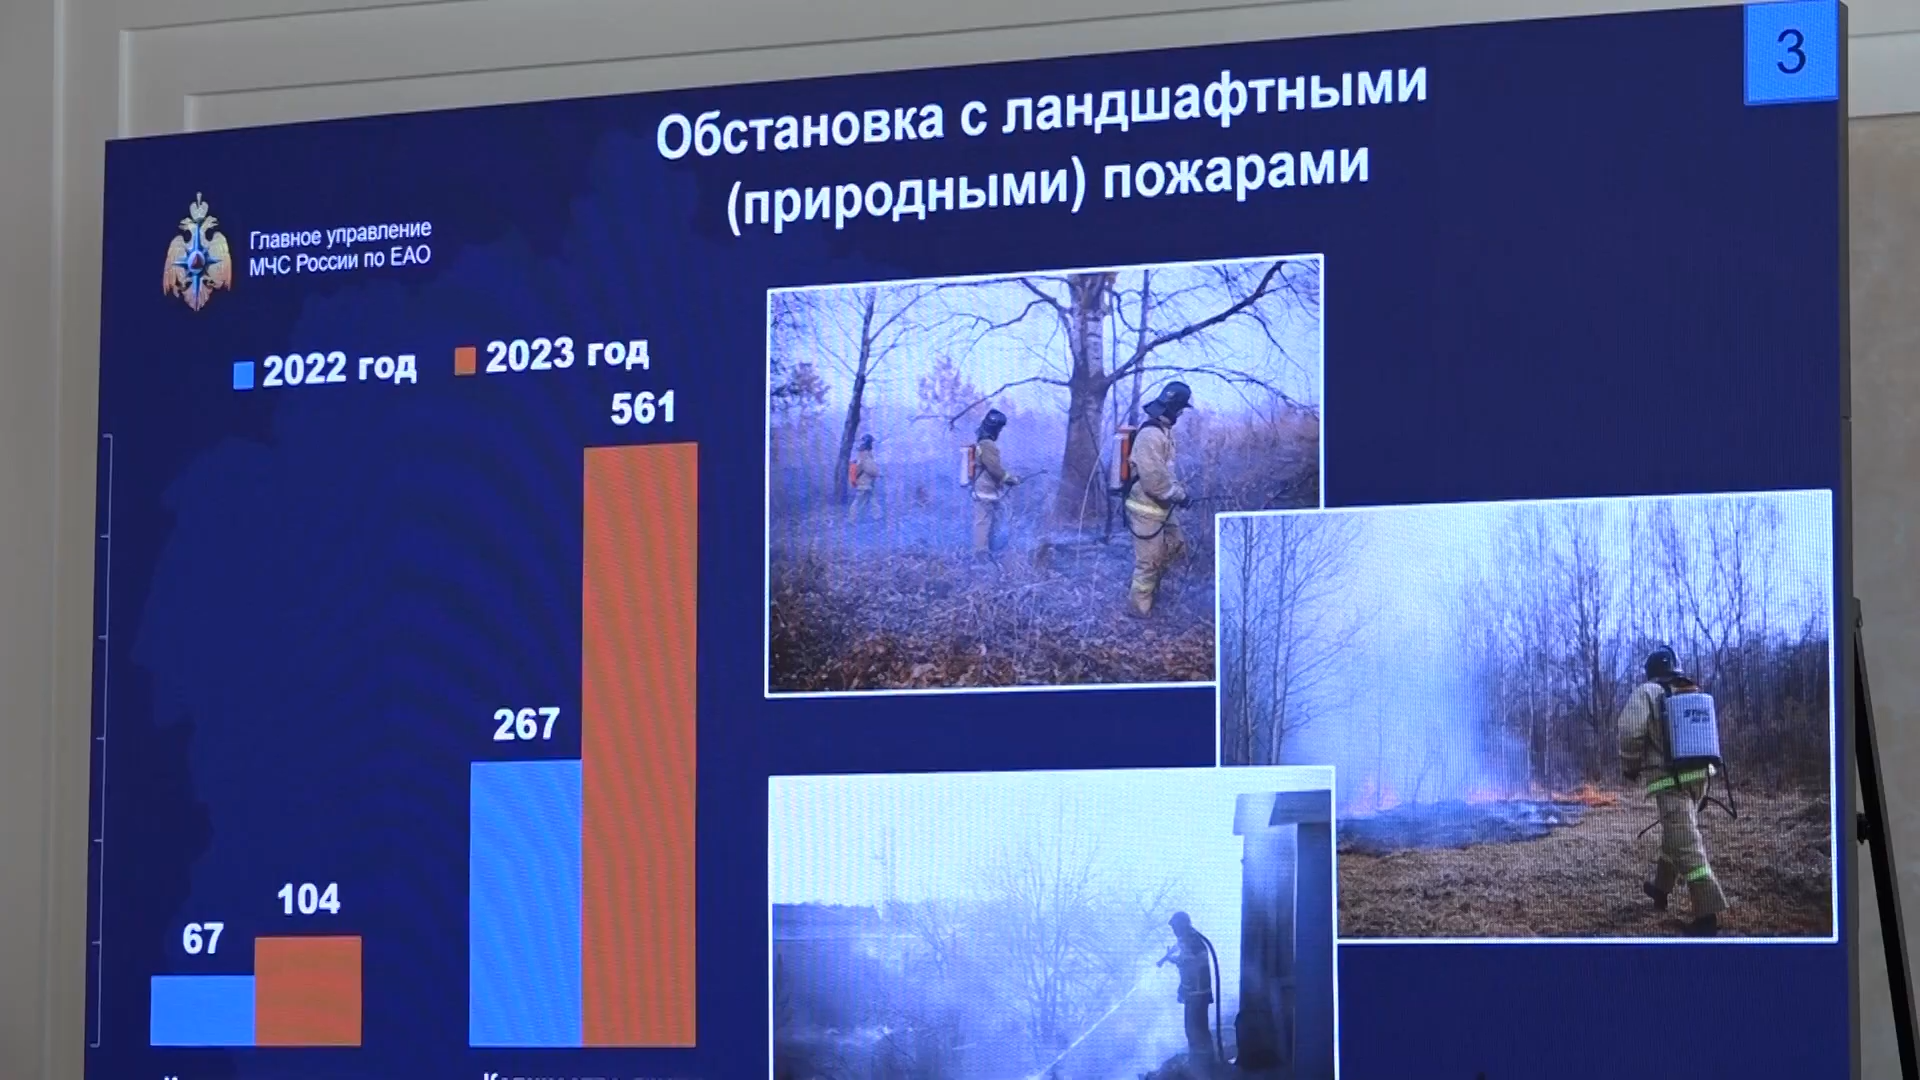 3
Обстановка с ландшафтными
(природными) пожарами
Главное управление
МЧС России по ЕАО
2022 год
2023 год
561
267
104
67